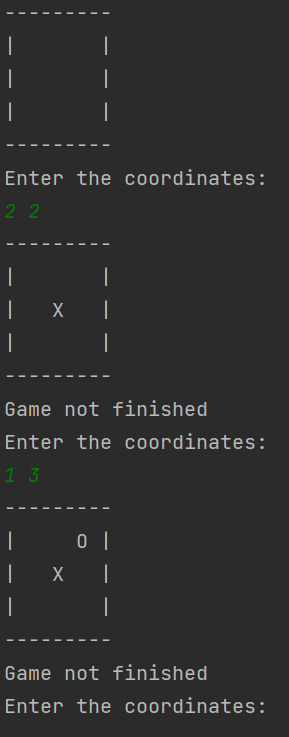 ---------
|       |
|       |
|       |
---------
Enter the coordinates:
2 2
---------
|       |
|   X   |
|       |
---------
Game not finished
Enter the coordinates:
1 3
---------
|     O |
|   X   |
|       |
---------
Game not finished
Enter the coordinates: